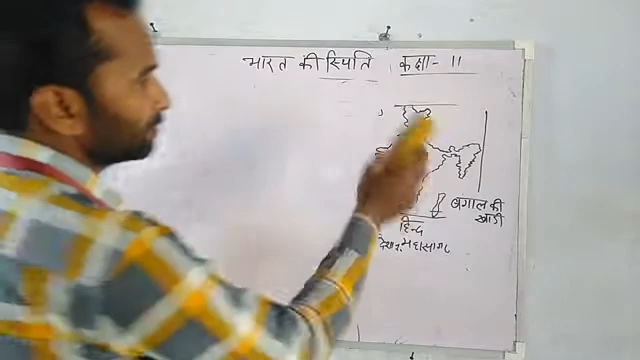 भारत की स्थिति कक्षा- 11
बंगाल की
खाड़ी
हिन्द
महासागर